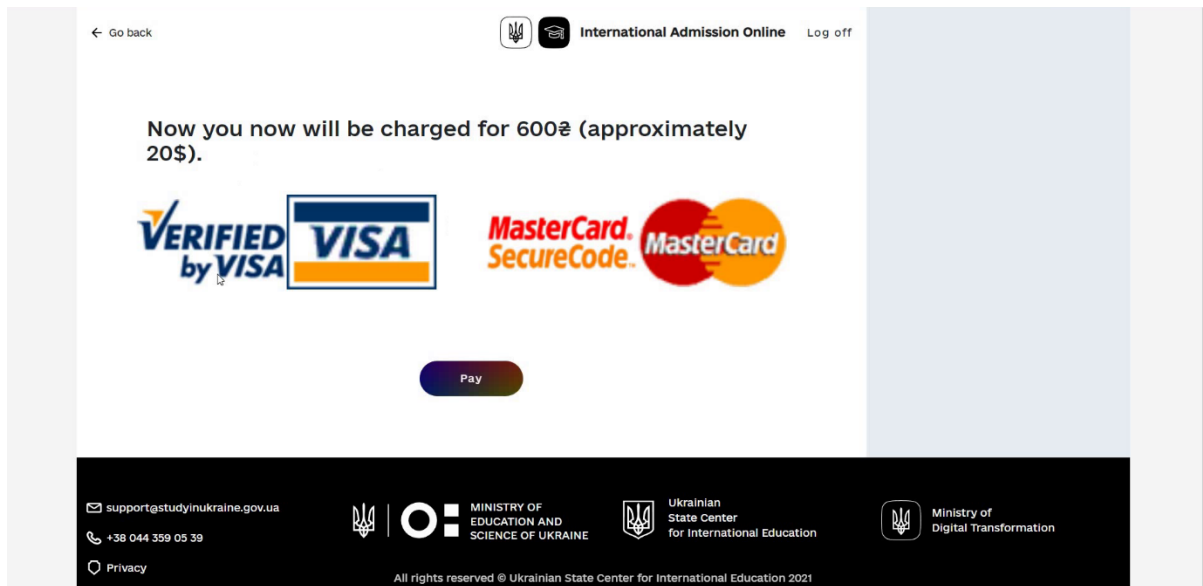 ← Go back
International Admission Online
Log off
Now you now will be charged for 600₴ (approximately
20$).
VERIFIED
by VISA
VISA
MasterCard.
SecureCode™
MasterCard
Pay
support@studyinukraine.gov.ua
+38 044 359 05 39
Privacy
MINISTRY OF
EDUCATION AND
SCIENCE OF UKRAINE
Ukrainian
State Center
for International Education
Ministry of
Digital Transformation
All rights reserved © Ukrainian State Center for International Education 2021